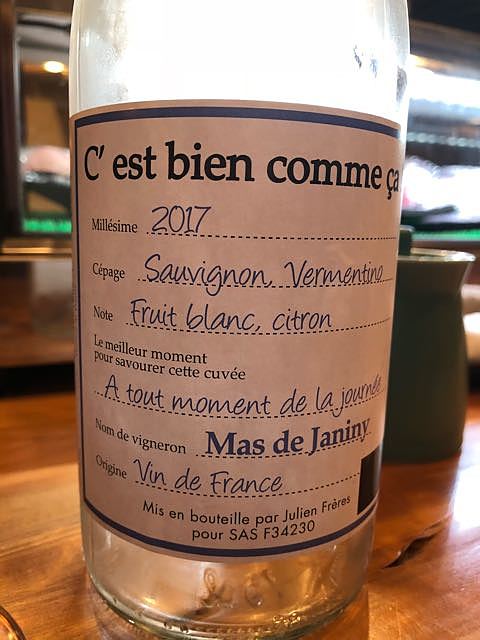 C' est bien comme ça
Millésime 2017
Cépage Sauvignon, Vermentino
Note Fruit blanc, citron
Le meilleur moment
pour savourer cette cuvée
A tout moment de la journée
Nom de vigneron Mas de Janiny
Origine Vin de France
Mis en bouteille par Julien Frères
pour SAS F34230